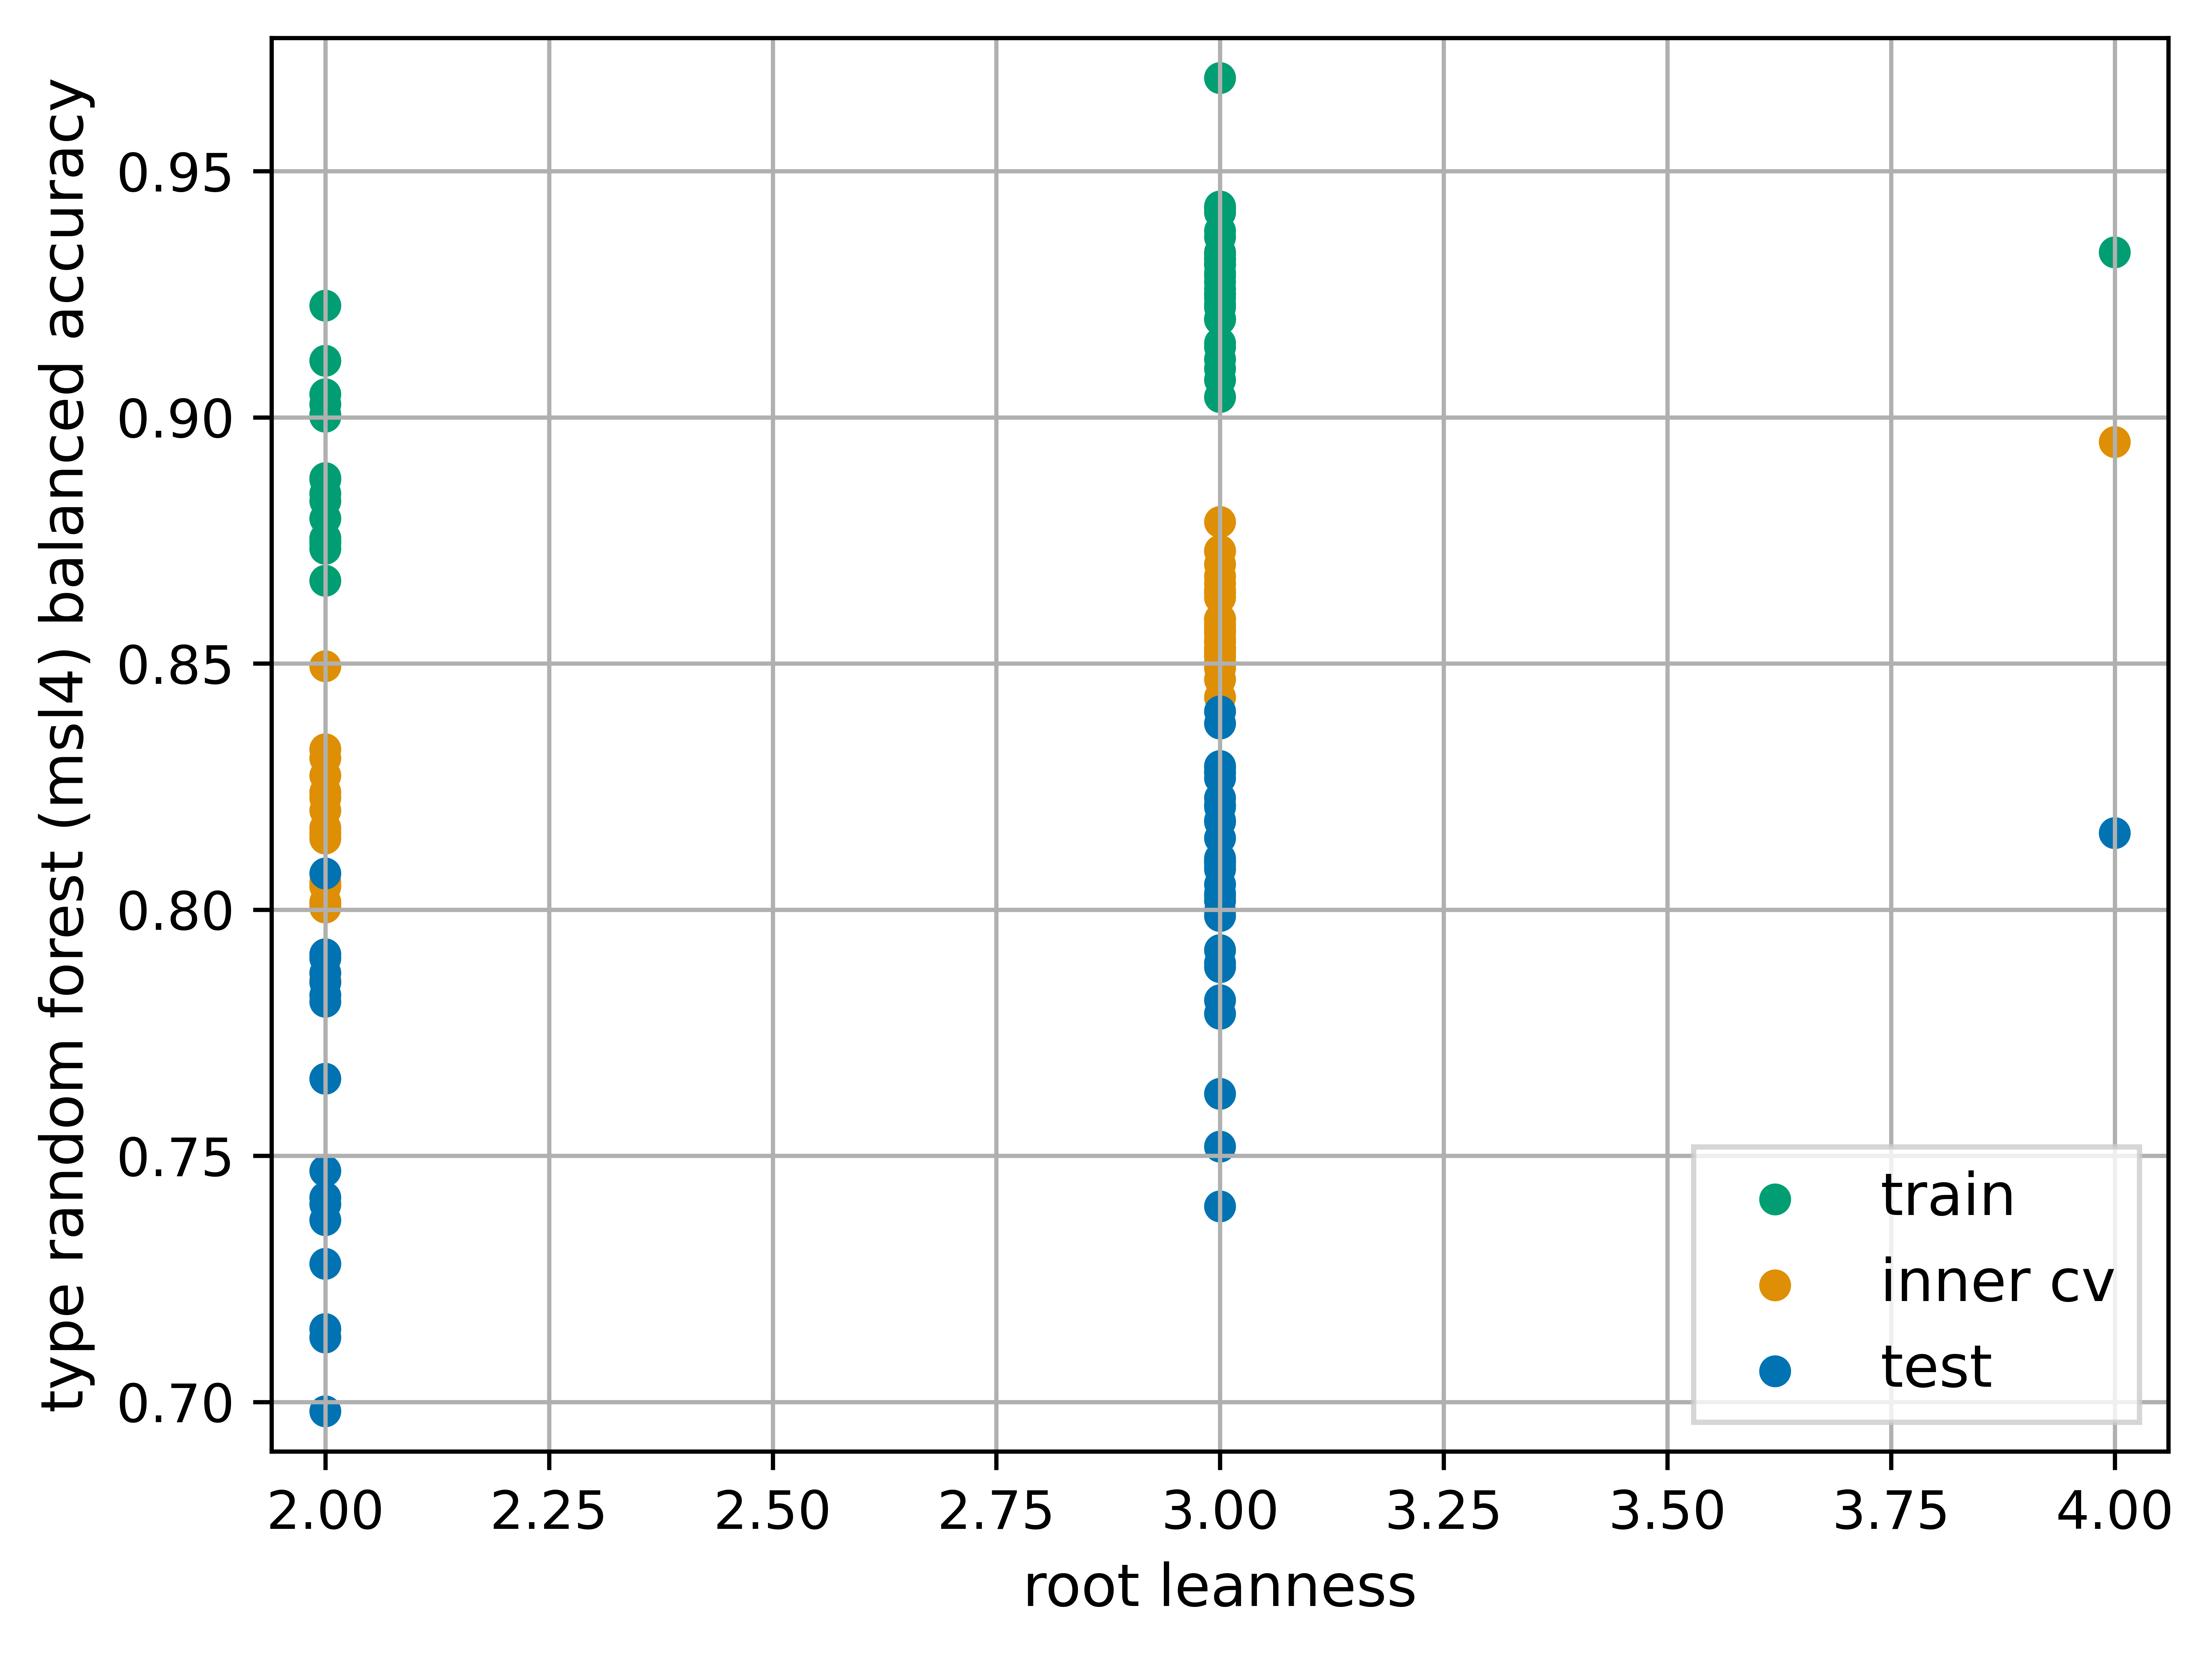 type random forest (msl4) balanced accuracy
0.95
0.90
0.85
0.80
0.75
0.70
train
inner cv
test
2.00 2.25 2.50 2.75 3.00 3.25 3.50 3.75 4.00
root leanness